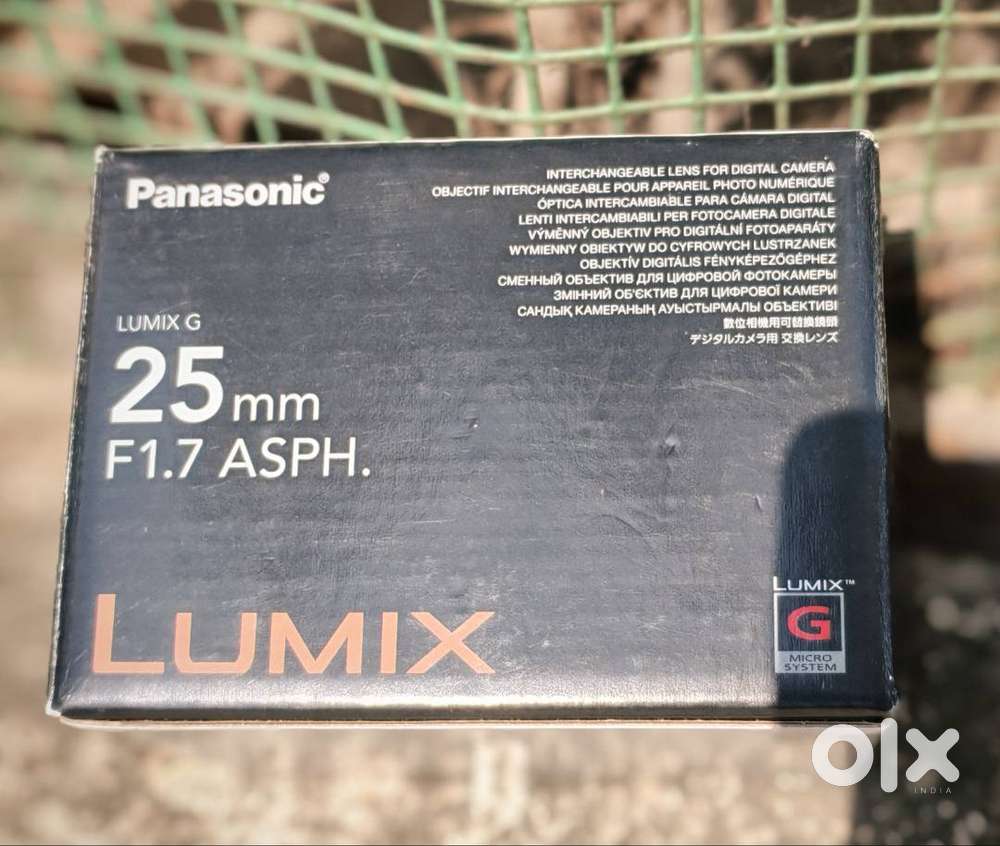 Panasonic®
INTERCHANGEABLE LENS FOR DIGITAL CAMERA
OBJECTIF INTERCHANGEABLE POUR APPAREIL PHOTO NUMÉRIQUE
ÓPTICA INTERCAMBIABLE PARA CÁMARA DIGITAL
LENTI INTERCAMBIABILI PER FOTOCAMERA DIGITALE
VÝMĚNNÝ OBJEKTIV PRO DIGITÁLNÍ FOTOAPARÁTY
WYMIENNY OBIEKTYW DO CYFROWYCH LUSTRZANEK
OBJEKTÍV DIGITÁLIS FÉNYKÉPEZŐGÉPHEZ
СМЕННЫЙ ОБЪЕКТИВ ДЛЯ ЦИФРОВОЙ ФОТОКАМЕРЫ
ЗМІННИЙ ОБ'ЄКТИВ ДЛЯ ЦИФРОВОЇ КАМЕРИ
САНДЫҚ КАМЕРАНЫҢ АУЫСТЫРМАЛЫ ОБЪЕКТИВІ
數位相機用可替換鏡頭
デジタルカメラ用 交換レンズ
LUMIX G
25mm
F1.7 ASPH.
LUMIX
LUMIX™
G
MICRO
SYSTEM
olx
INDIA